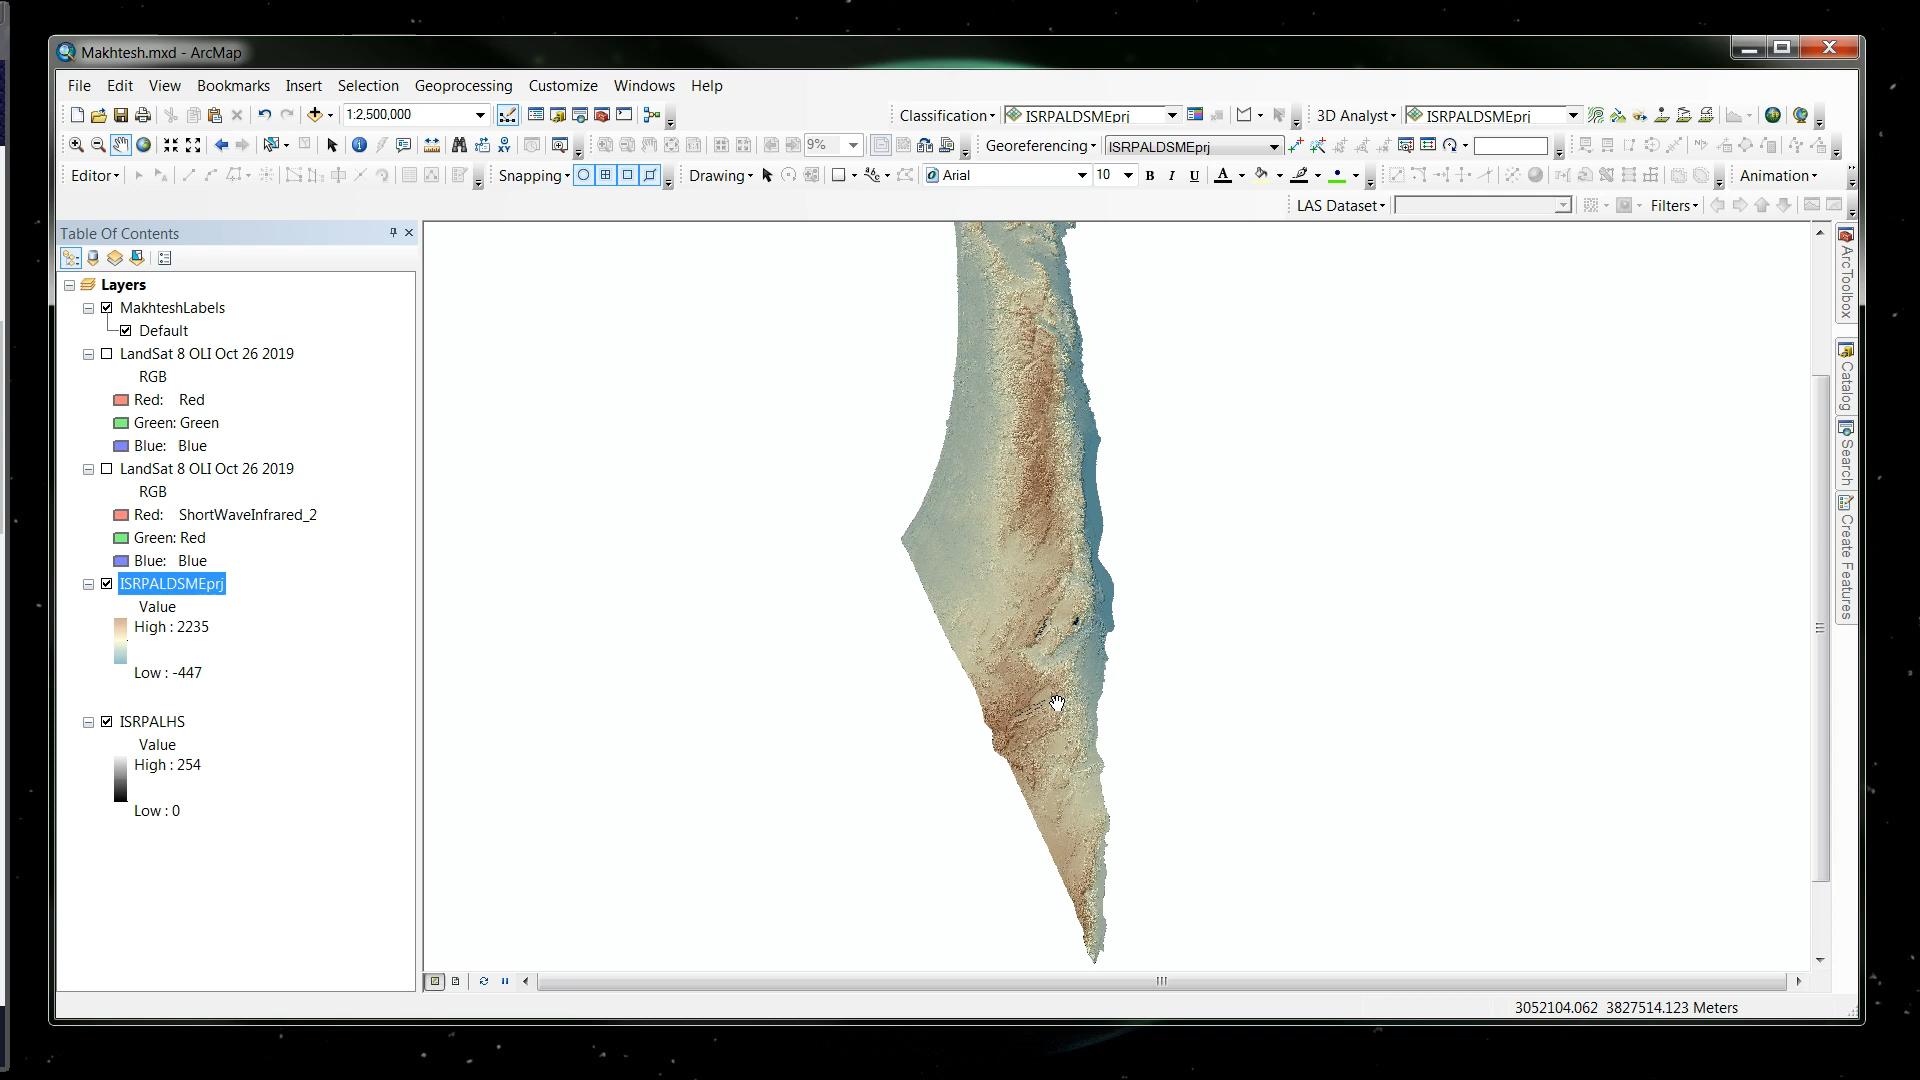 Makhtesh.mxd - ArcMap
File Edit View Bookmarks Insert Selection Geoprocessing Customize Windows Help
1:2,500,000 Classification ISRPALDSMEprj 3D Analyst ISRPALDSMEprj
9% Georeferencing ISRPALDSMEprj
Editor Snapping Drawing Arial 10 B I U A Animation
LAS Dataset Filters
Table Of Contents
Layers
MakhteshLabels
Default
LandSat 8 OLI Oct 26 2019
RGB
Red: Red
Green: Green
Blue: Blue
LandSat 8 OLI Oct 26 2019
RGB
Red: ShortWaveInfrared_2
Green: Red
Blue: Blue
ISRPALDSMEprj
Value
High : 2235
Low : -447
ISRPALHS
Value
High : 254
Low : 0
ArcToolbox
Catalog
Search
Create Features
3052104.062 3827514.123 Meters